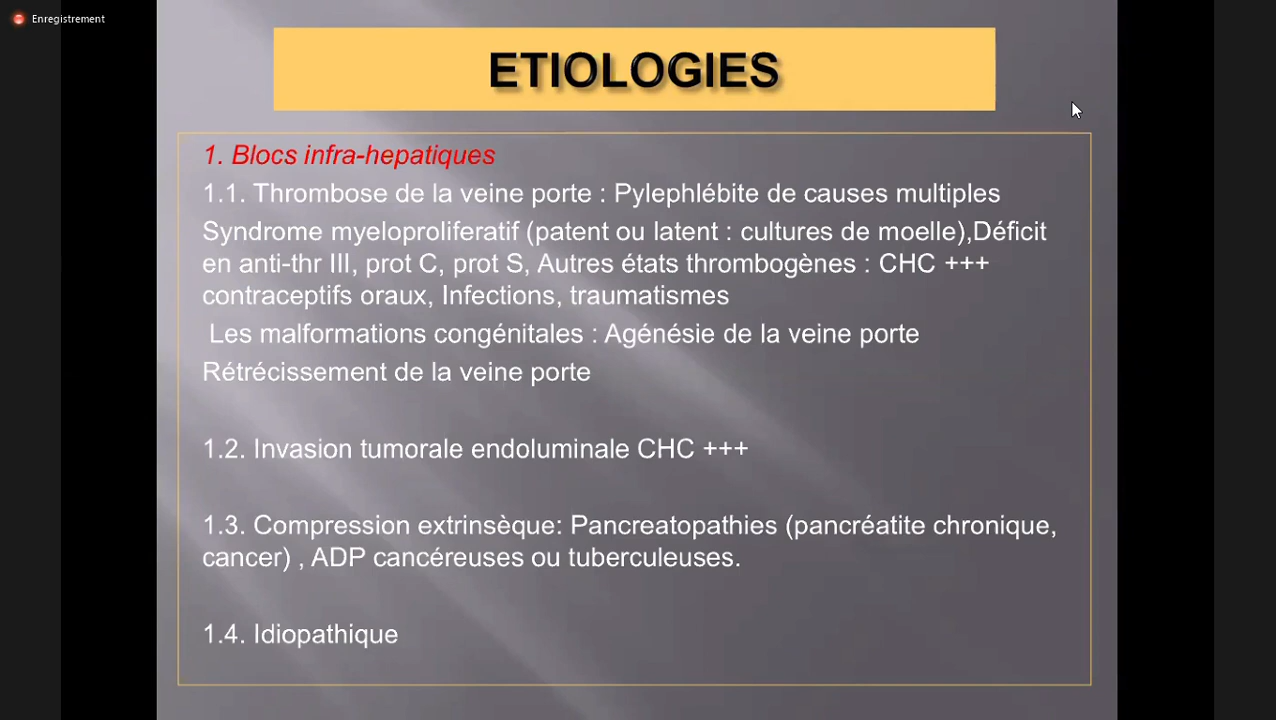 Enregistrement
ETIOLOGIES
1. Blocs infra-hepatiques
1.1. Thrombose de la veine porte : Pylephlébite de causes multiples
Syndrome myeloproliferatif (patent ou latent : cultures de moelle),Déficit
en anti-thr III, prot C, prot S, Autres états thrombogènes : CHC +++
contraceptifs oraux, Infections, traumatismes
Les malformations congénitales : Agénésie de la veine porte
Rétrécissement de la veine porte
1.2. Invasion tumorale endoluminale CHC +++
1.3. Compression extrinsèque: Pancreatopathies (pancréatite chronique,
cancer) , ADP cancéreuses ou tuberculeuses.
1.4. Idiopathique